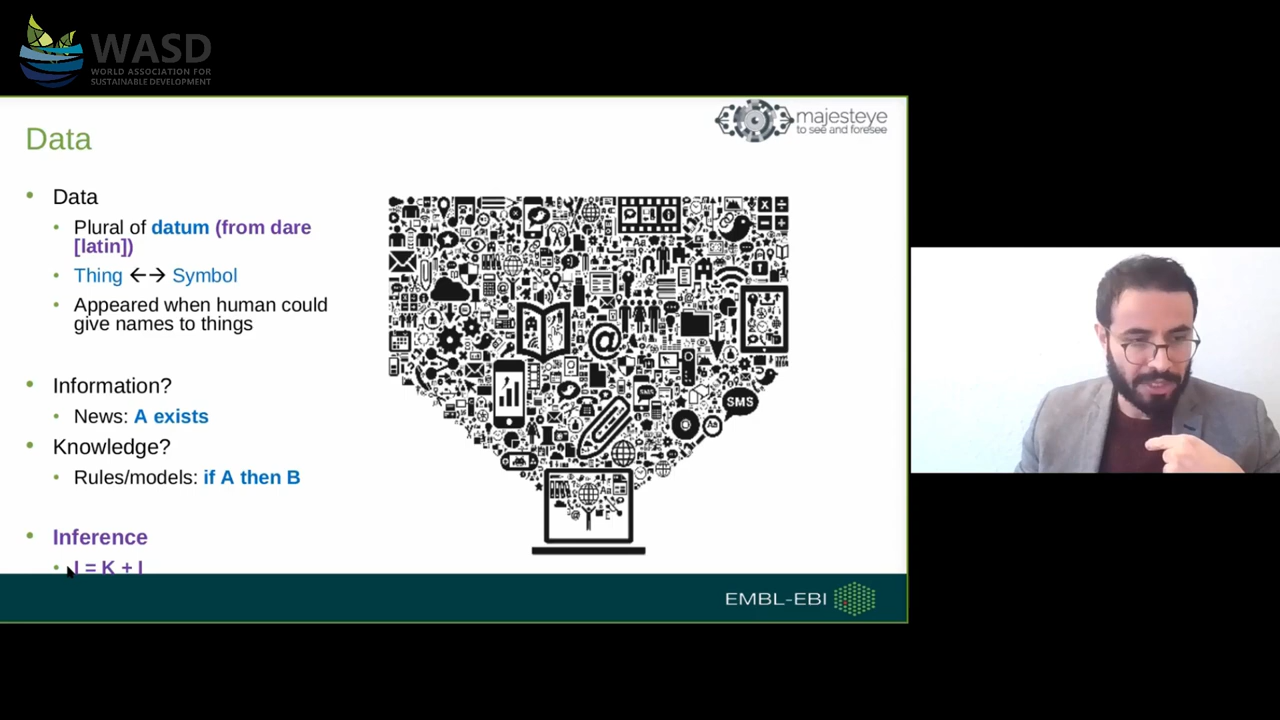 WASD
WORLD ASSOCIATION FOR
SUSTAINABLE DEVELOPMENT
majesteye
to see and foresee
Data
• Data
• Plural of datum (from dare
[latin])
• Thing ←→ Symbol
• Appeared when human could
give names to things
• Information?
• News: A exists
• Knowledge?
• Rules/models: if A then B
• Inference
• I = K + I
@
SMS
SMS
Aa
EMBL-EBI